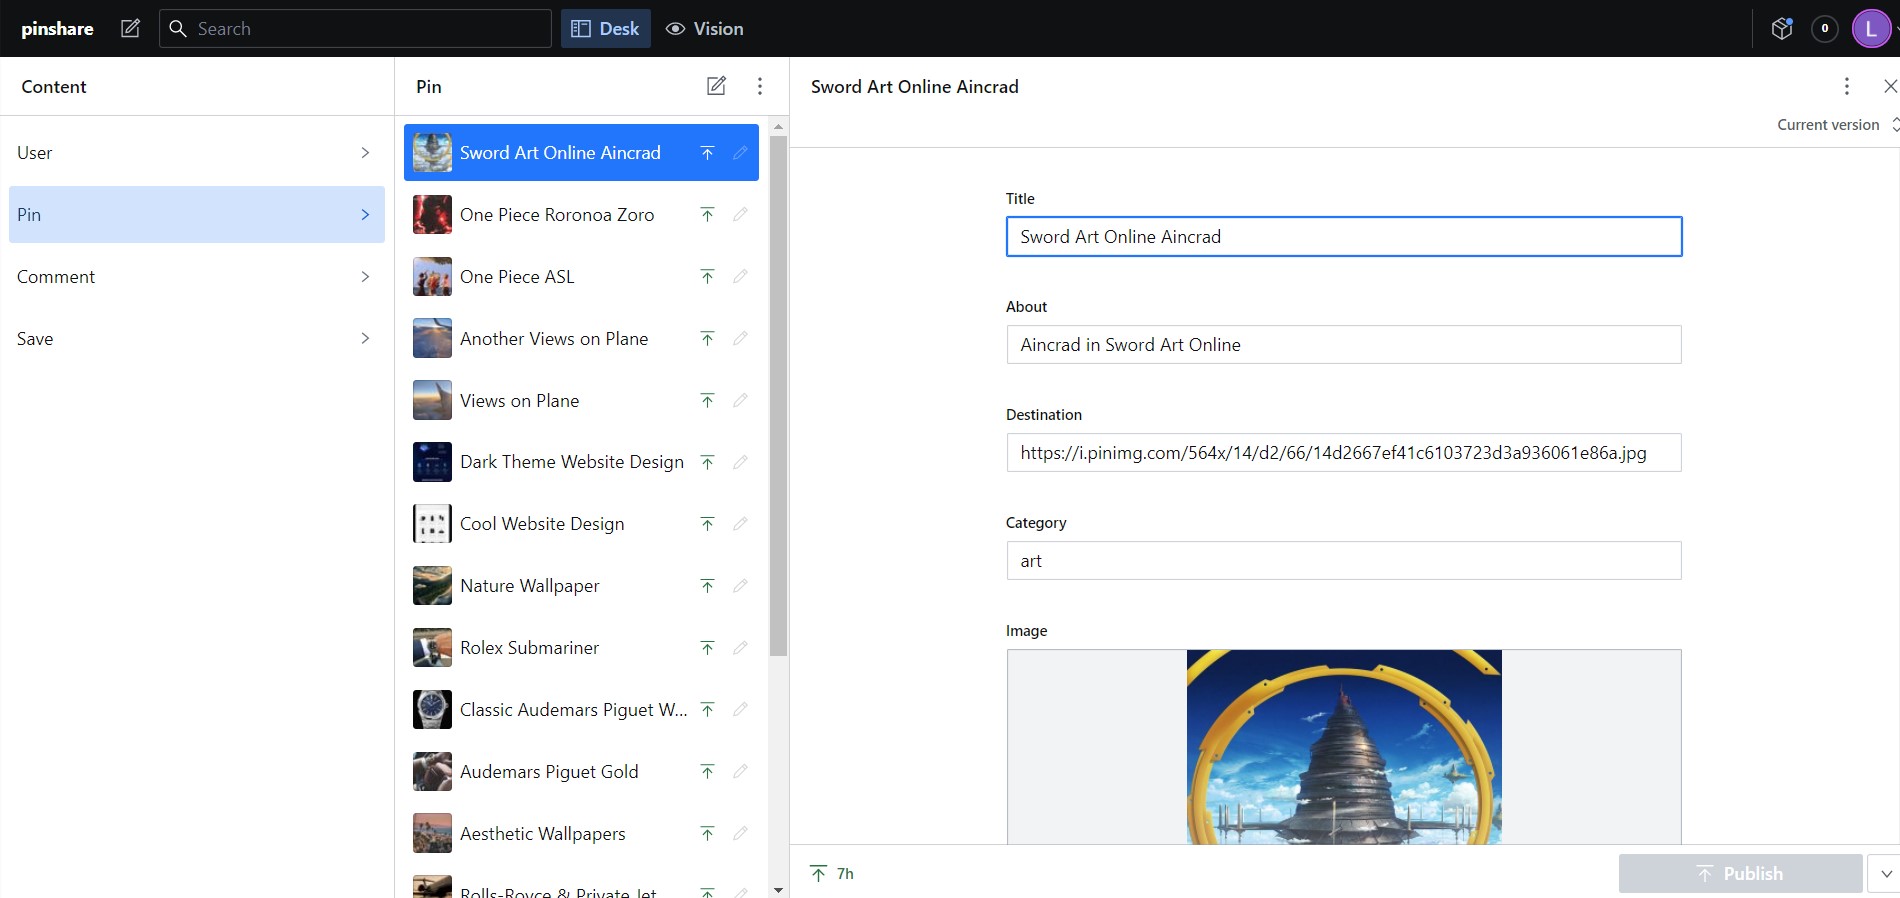 pinshare
Search
Desk
Vision
0
L
Content
User
Pin
Comment
Save
Pin
Sword Art Online Aincrad
One Piece Roronoa Zoro
One Piece ASL
Another Views on Plane
Views on Plane
Dark Theme Website Design
Cool Website Design
Nature Wallpaper
Rolex Submariner
Classic Audemars Piguet W...
Audemars Piguet Gold
Aesthetic Wallpapers
Rolls-Royce & Private Jet
Sword Art Online Aincrad
Current version
Title
Sword Art Online Aincrad
About
Aincrad in Sword Art Online
Destination
https://i.pinimg.com/564x/14/d2/66/14d2667ef41c6103723d3a936061e86a.jpg
Category
art
Image
7h
Publish